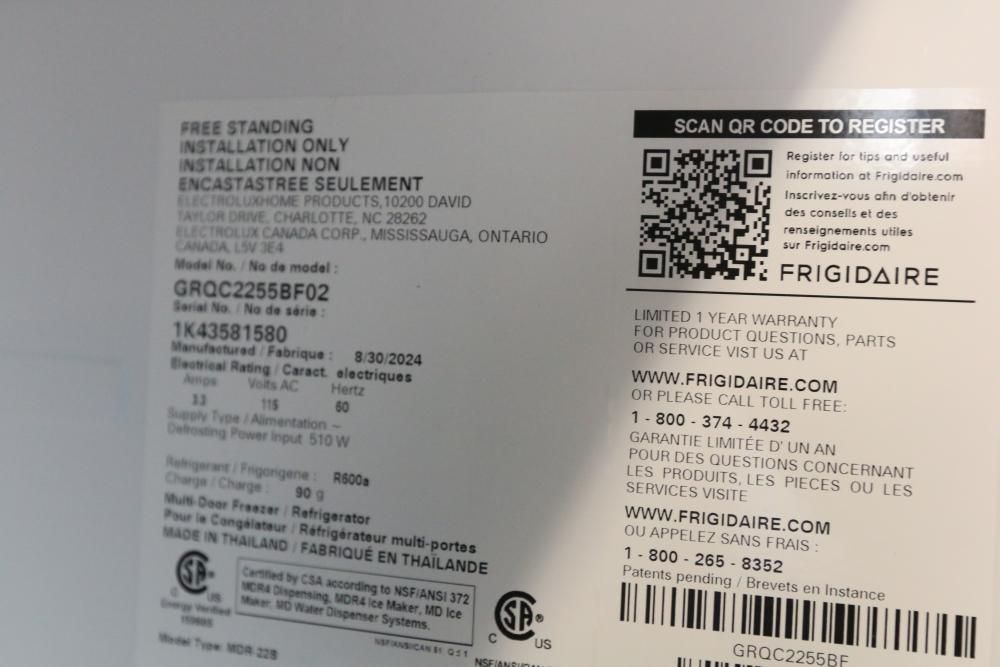 FREE STANDING
INSTALLATION ONLY
INSTALLATION NON
ENCASTASTREE SEULEMENT
ELECTROLUXHOME PRODUCTS,10200 DAVID
TAYLOR DRIVE, CHARLOTTE, NC 28262
ELECTROLUX CANADA CORP., MISSISSAUGA, ONTARIO
CANADA, L5V 3E4
Model No. / No de model :
GRQC2255BF02
Serial No. / No de série :
1K43581580
Manufactured / Fabrique : 8/30/2024
Electrical Rating / Caract. electriques
Amps Volts AC Hertz
115 60
Supply Type / Alimentation ~
Defrosting Power Input 510 W
Refrigerant / Frigorigene : R600a
Charge / Charge : 90 g
Multi-Door Freezer / Refrigerator
Pour le Congélateur / Réfrigérateur multi-portes
MADE IN THAILAND / FABRIQUÉ EN THAÏLANDE
SA
C US
Energy Verified
Certified by CSA according to NSF/ANSI 372
MDR4 Dispensing, MDR4 Ice Maker, MD Ice
Maker, MD Water Dispenser Systems.
Model Type: MDR-22B
SA
C US
SCAN QR CODE TO REGISTER
Register for tips and useful
information at Frigidaire.com
Inscrivez-vous afin d'obtenir
des conseils et des
renseignements utiles
sur Frigidaire.com
FRIGIDAIRE
LIMITED 1 YEAR WARRANTY
FOR PRODUCT QUESTIONS, PARTS
OR SERVICE VIST US AT
WWW.FRIGIDAIRE.COM
OR PLEASE CALL TOLL FREE:
1 - 800 - 374 - 4432
GARANTIE LIMITÉE D' UN AN
POUR DES QUESTIONS CONCERNANT
LES PRODUITS, LES PIECES OU LES
SERVICES VISITE
WWW.FRIGIDAIRE.COM
OU APPELEZ SANS FRAIS :
1 - 800 - 265 - 8352
Patents pending / Brevets en Instance
GRQC2255BF